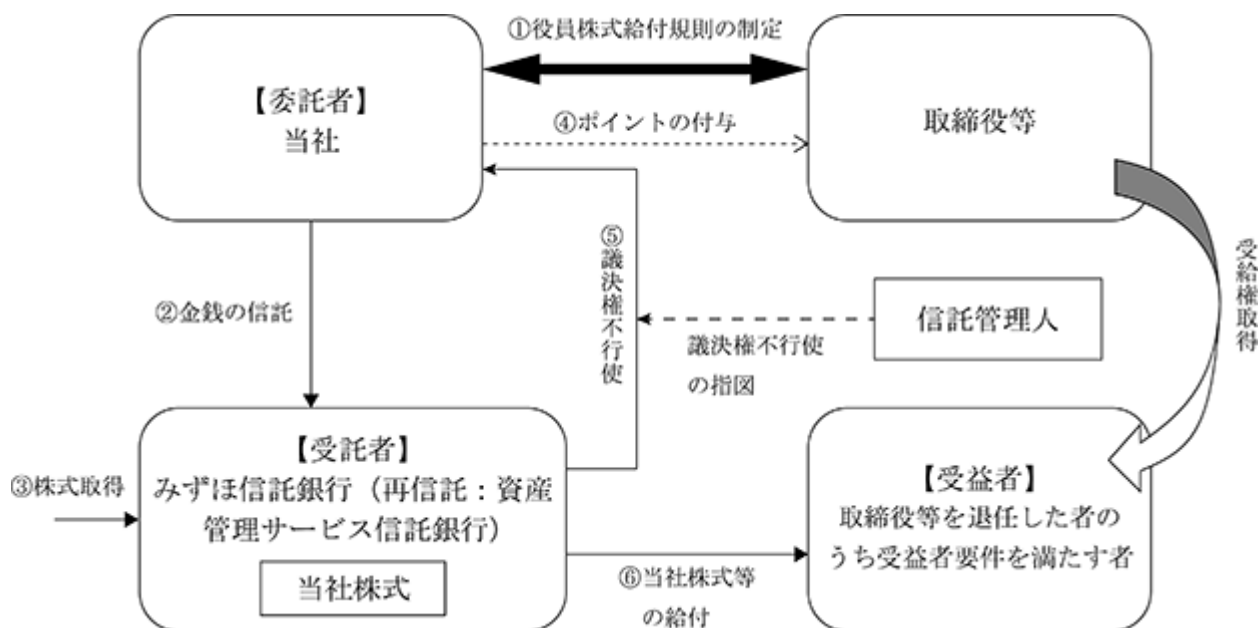 ①役員株式給付規則の制定
【委託者】
当社
④ポイントの付与
取締役等
②金銭の信託
⑤議決権不行使
議決権不行使
の指図
信託管理人
受給権取得
③株式取得
【受託者】
みずほ信託銀行（再信託：資産
管理サービス信託銀行）
当社株式
⑥当社株式等
の給付
【受益者】
取締役等を退任した者の
うち受益者要件を満たす者